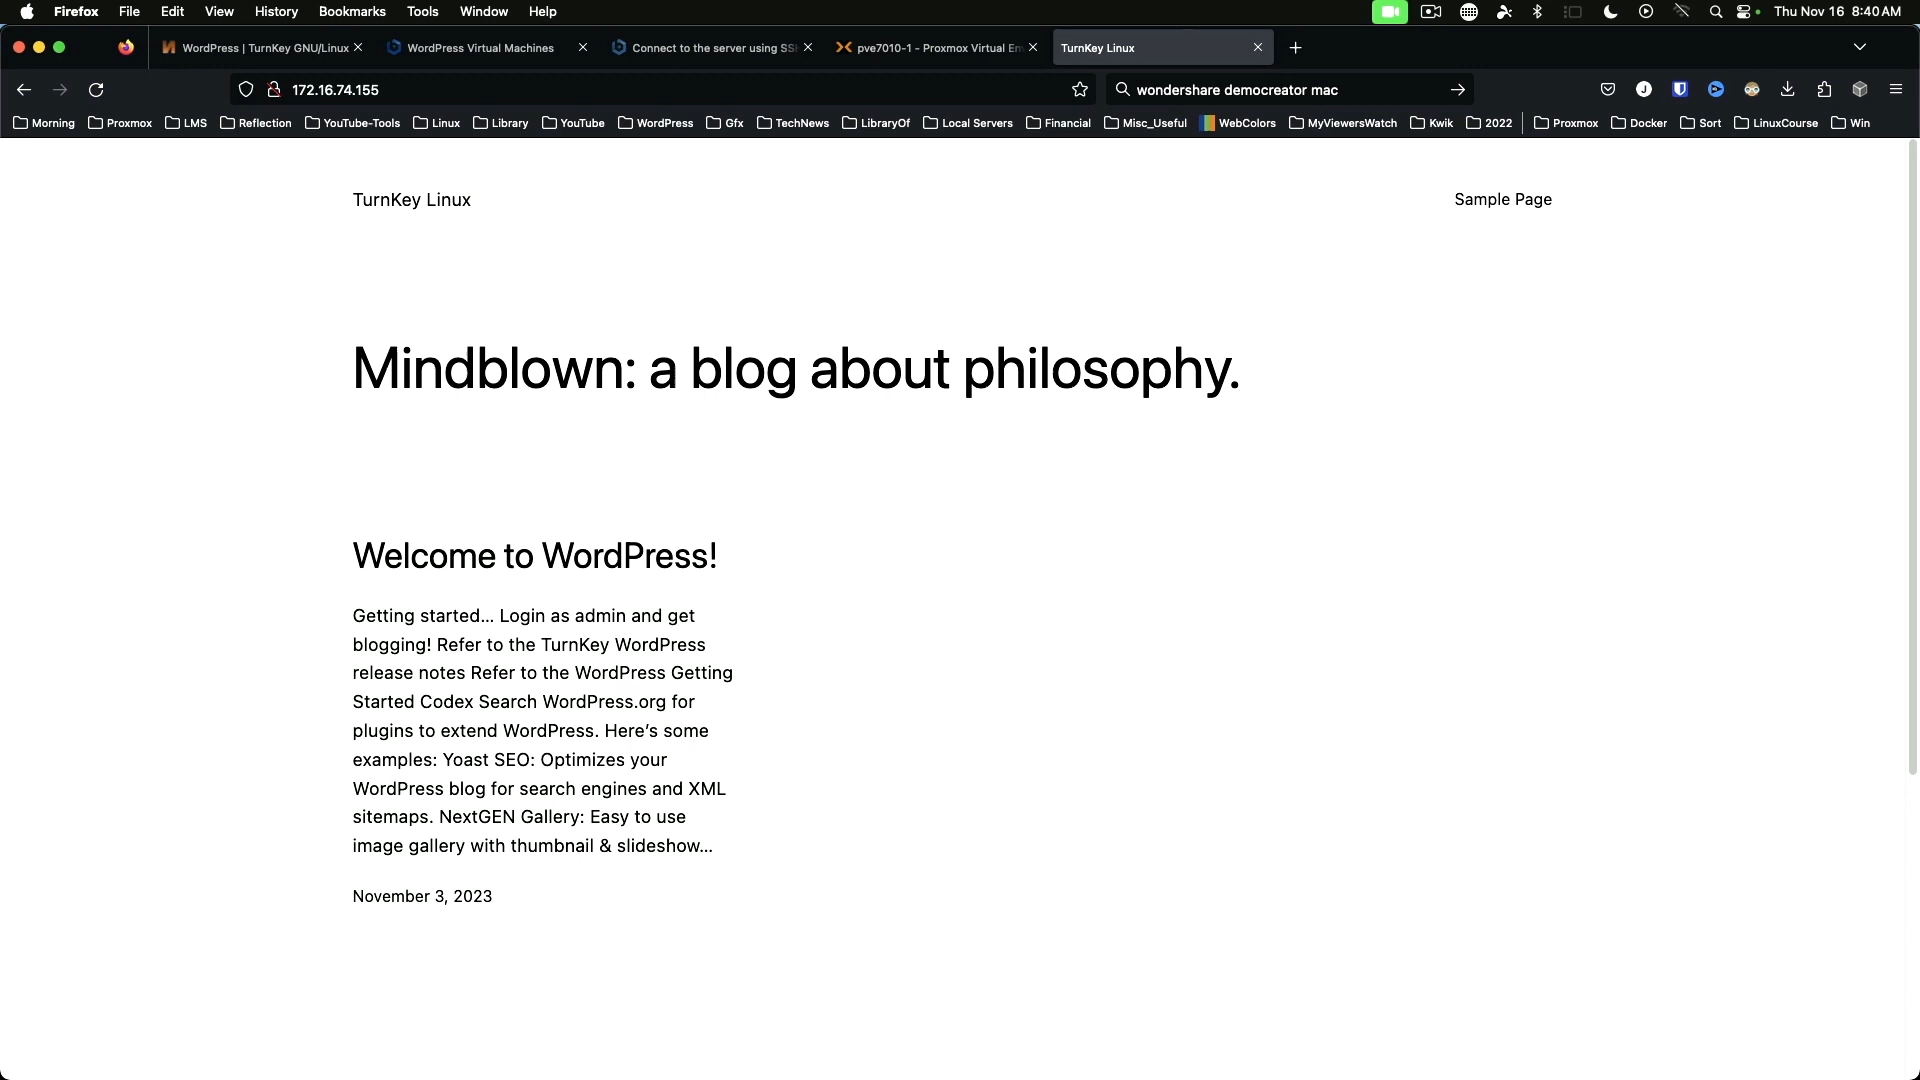 Firefox File Edit View History Bookmarks Tools Window Help Thu Nov 16 8:40 AM
WordPress | TurnKey GNU/Linux WordPress Virtual Machines Connect to the server using SSH pve7010-1 - Proxmox Virtual En TurnKey Linux
172.16.74.155 wondershare democreator mac
Morning Proxmox LMS Reflection YouTube-Tools Linux Library YouTube WordPress Gfx TechNews LibraryOf Local Servers Financial Misc_Useful WebColors MyViewersWatch Kwik 2022 Proxmox Docker Sort LinuxCourse Win
TurnKey Linux Sample Page
Mindblown: a blog about philosophy.
Welcome to WordPress!
Getting started… Login as admin and get
blogging! Refer to the TurnKey WordPress
release notes Refer to the WordPress Getting
Started Codex Search WordPress.org for
plugins to extend WordPress. Here’s some
examples: Yoast SEO: Optimizes your
WordPress blog for search engines and XML
sitemaps. NextGEN Gallery: Easy to use
image gallery with thumbnail & slideshow…
November 3, 2023